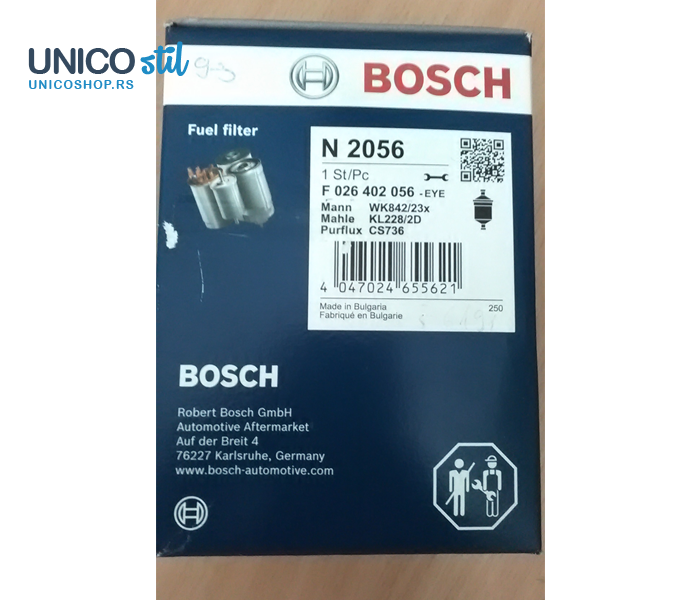 UNICO stil
UNICOSHOP.RS
BOSCH
Fuel filter
N 2056
1 St/Pc
F 026 402 056 - EYE
Mann WK842/23x
Mahle KL228/2D
Purflux CS736
4 047024 655621
Made in Bulgaria
Fabriqué en Bulgarie
250
BOSCH
Robert Bosch GmbH
Automotive Aftermarket
Auf der Breit 4
76227 Karlsruhe, Germany
www.bosch-automotive.com